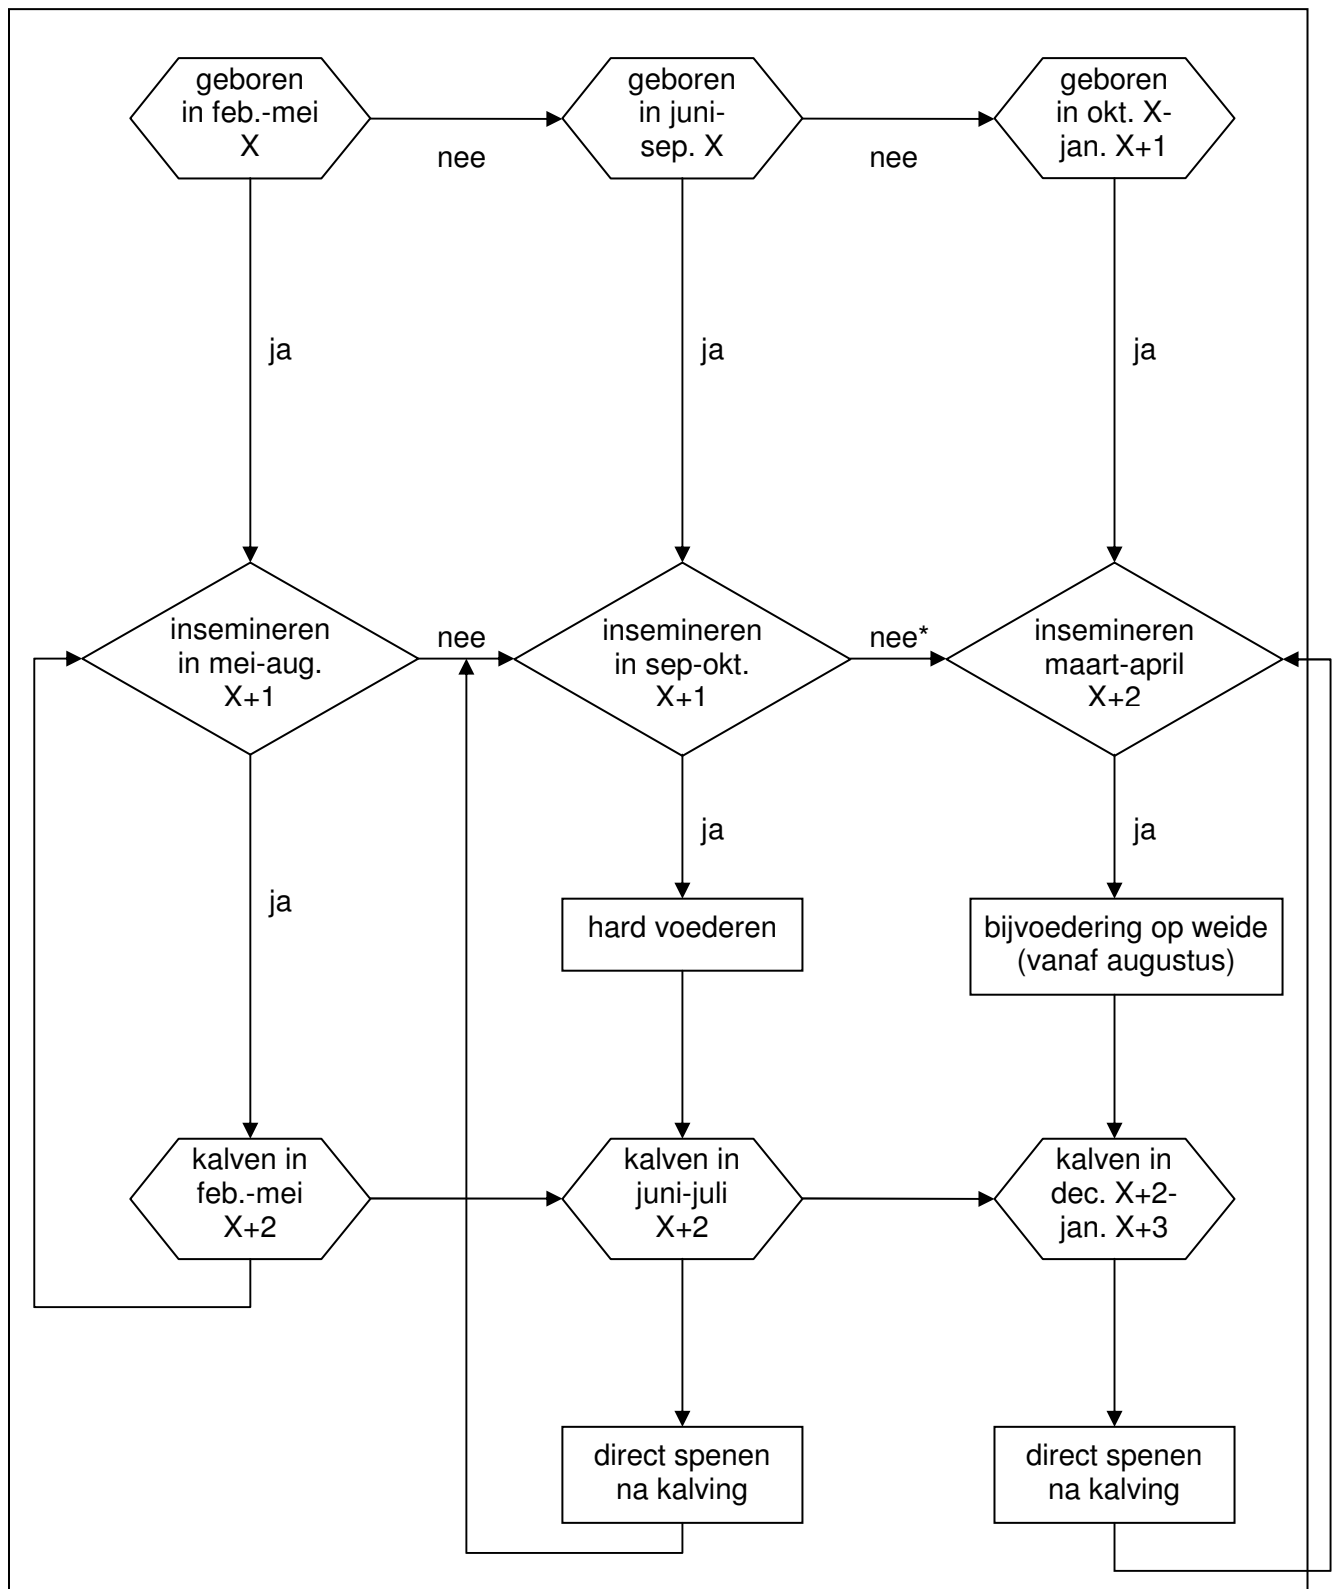 geboren
in feb.-mei
X
geboren
in juni-
sep. X
geboren
in okt. X-
jan. X+1
nee
nee
ja
ja
ja
insemineren
in mei-aug.
X+1
nee
insemineren
in sep-okt.
X+1
nee*
insemineren
maart-april
X+2
ja
ja
ja
hard voederen
bijvoedering op weide
(vanaf augustus)
kalven in
feb.-mei
X+2
kalven in
juni-juli
X+2
kalven in
dec. X+2-
jan. X+3
direct spenen
na kalving
direct spenen
na kalving